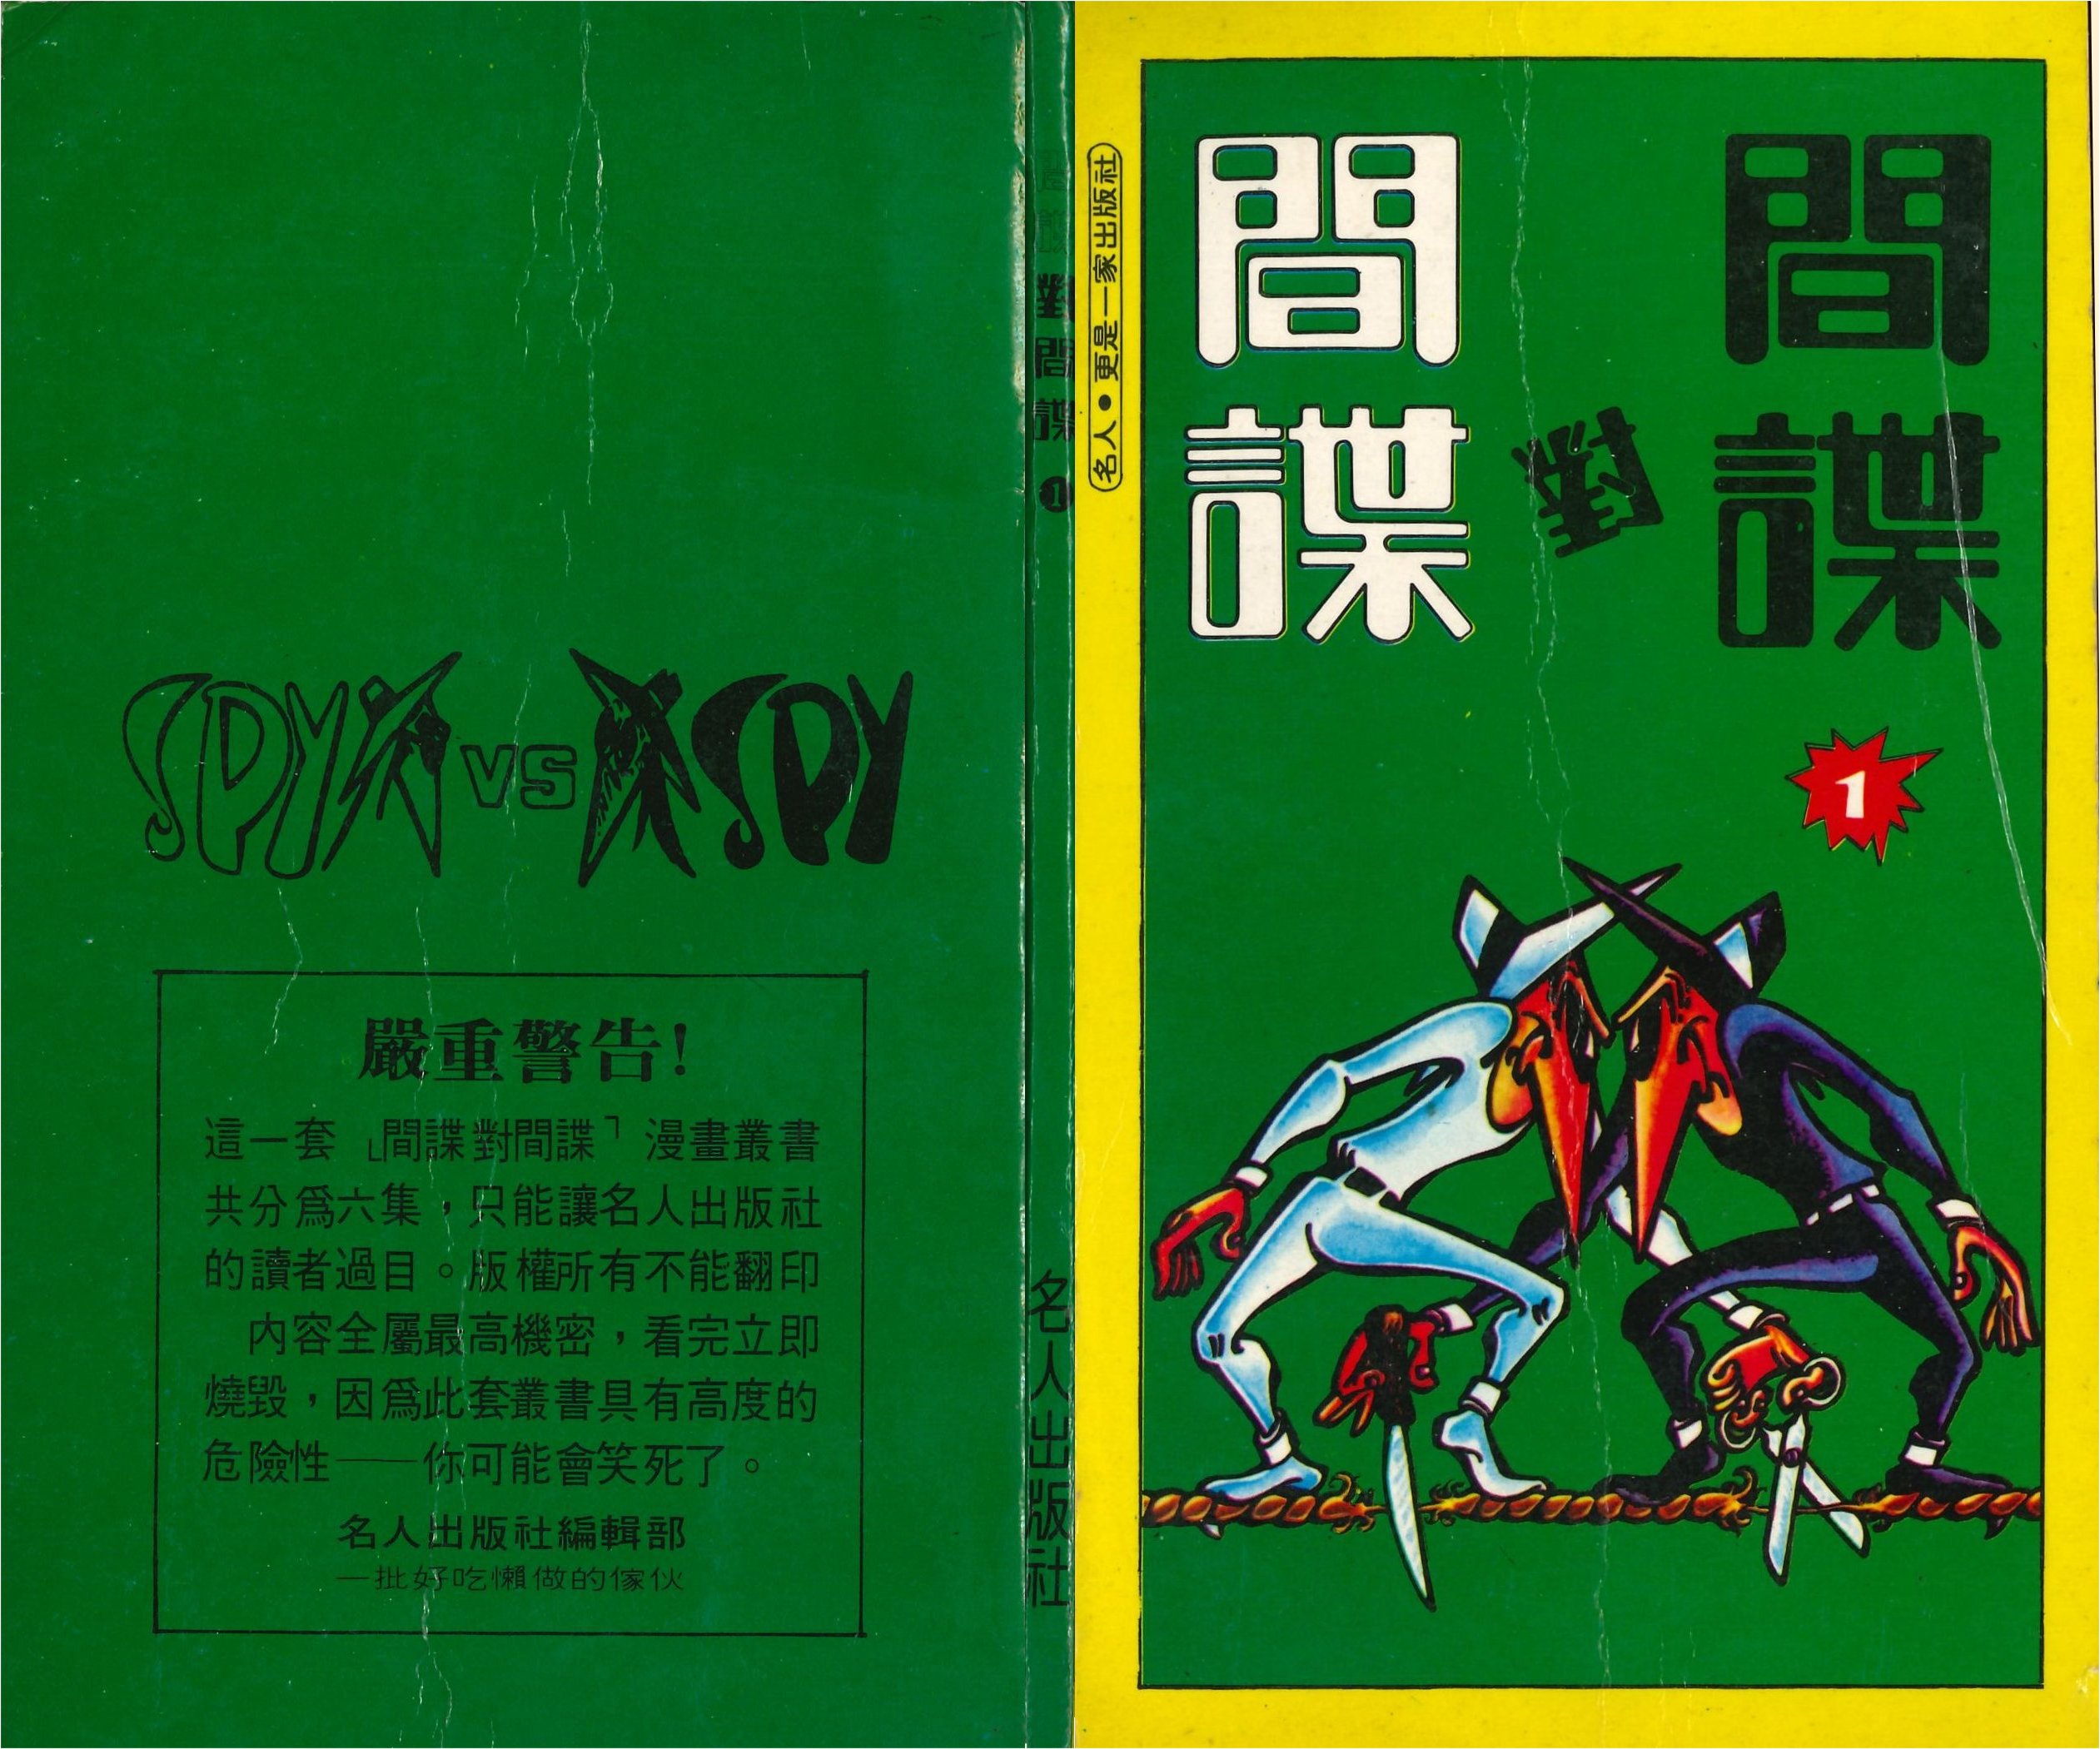 SPY VS SPY
嚴重警告!
這一套「間諜對間諜」漫畫叢書
共分爲六集，只能讓名人出版社
的讀者過目。版權所有不能翻印
內容全屬最高機密，看完立即
燒毀，因爲此套叢書具有高度的
危險性——你可能會笑死了。
名人出版社編輯部
一批好吃懶做的傢伙
間諜對間諜 1
名人出版社
名人●更是一家出版社
間諜
對
間諜
1